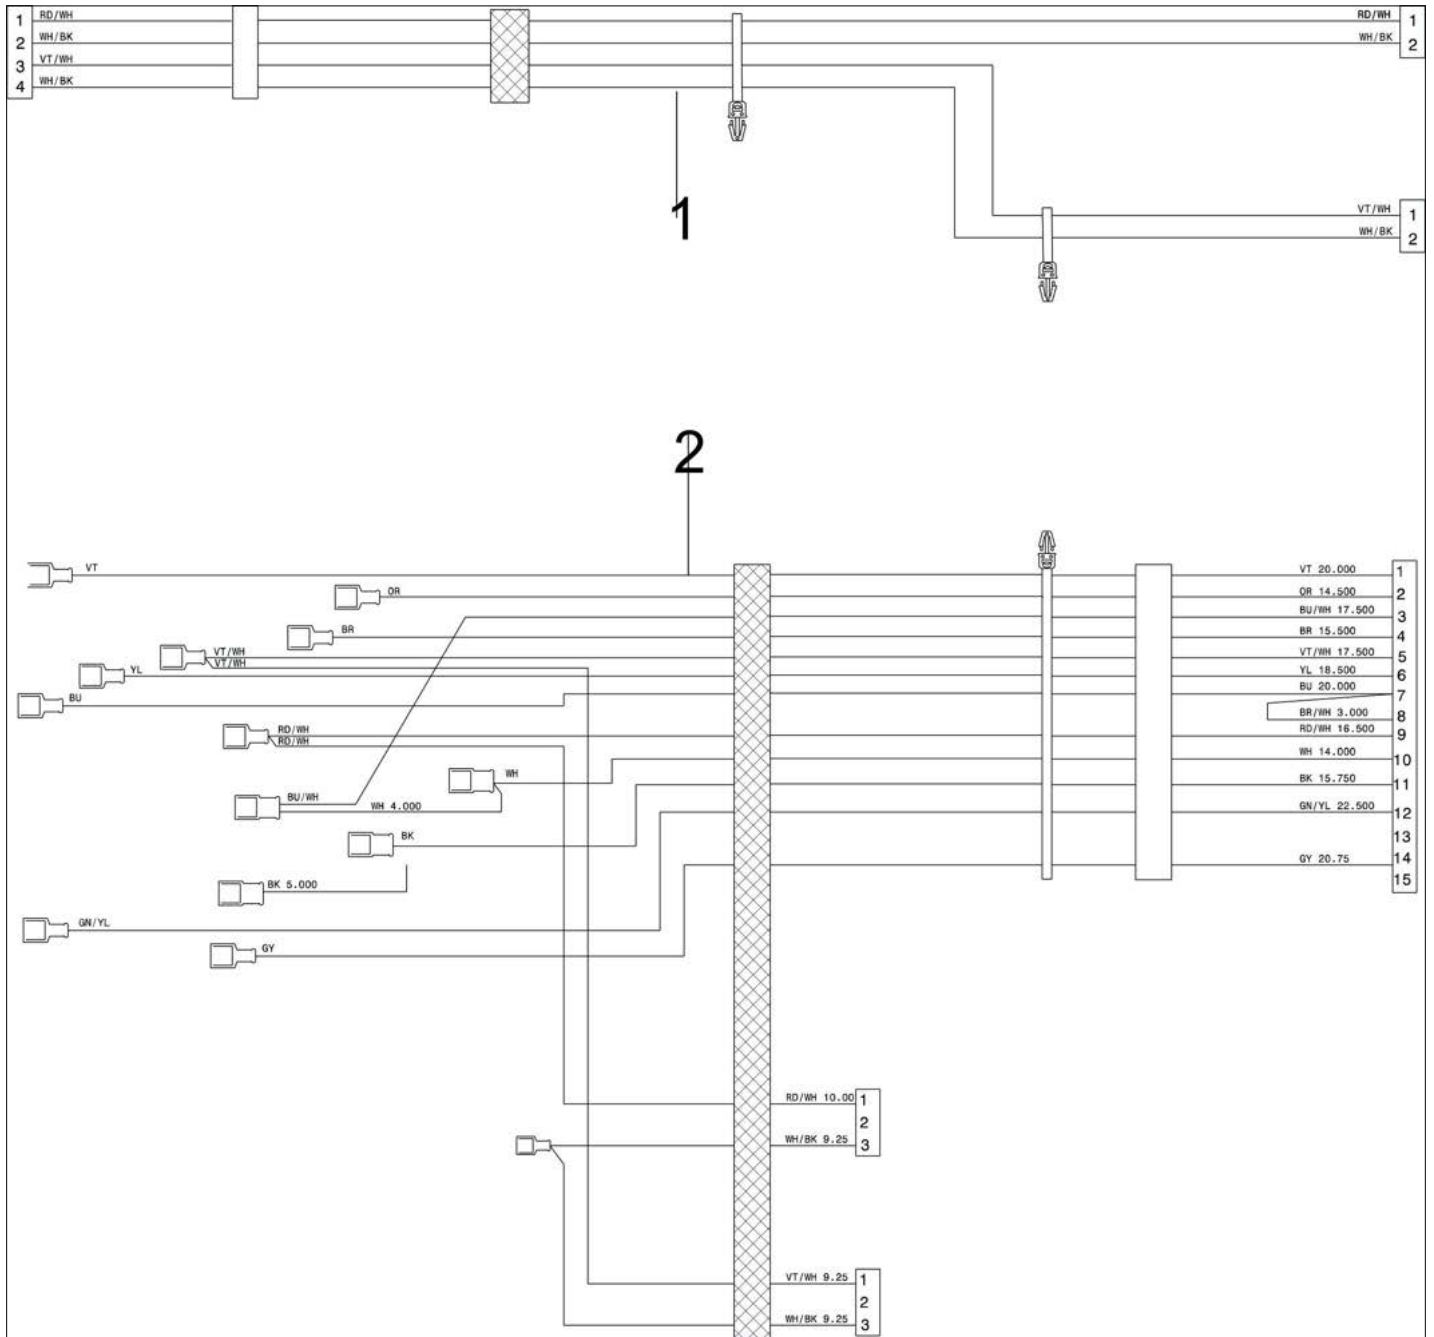 1 RD/WH RD/WH 1
2 WH/BK WH/BK 2
3 VT/WH
4 WH/BK
1
VT/WH 1
WH/BK 2
2
VT VT 20.000 1
OR OR 14.500 2
BU/WH 17.500 3
BR BR 15.500 4
VT/WH VT/WH 17.500 5
VT/WH
YL YL 18.500 6
BU BU 20.000 7
BR/WH 3.000 8
RD/WH RD/WH 16.500 9
RD/WH
WH WH 14.000 10
BK 15.750 11
BU/WH
WH 4.000
GN/YL 22.500 12
BK 13
GY 20.75 14
BK 5.000 15
GN/YL
GY
RD/WH 10.00 1
2
WH/BK 9.25 3
VT/WH 9.25 1
2
WH/BK 9.25 3